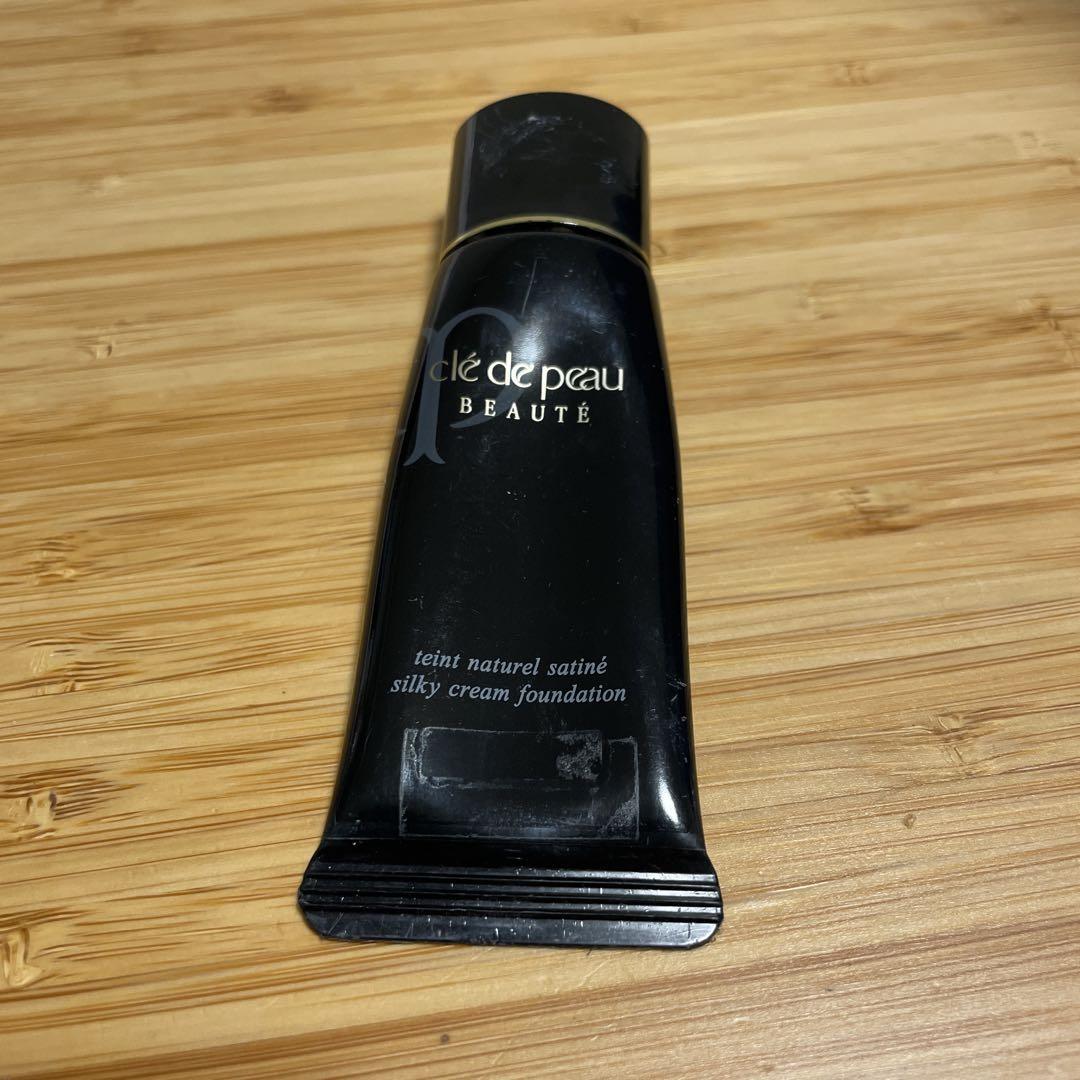 clé de peau
BEAUTÉ
teint naturel satiné
silky cream foundation